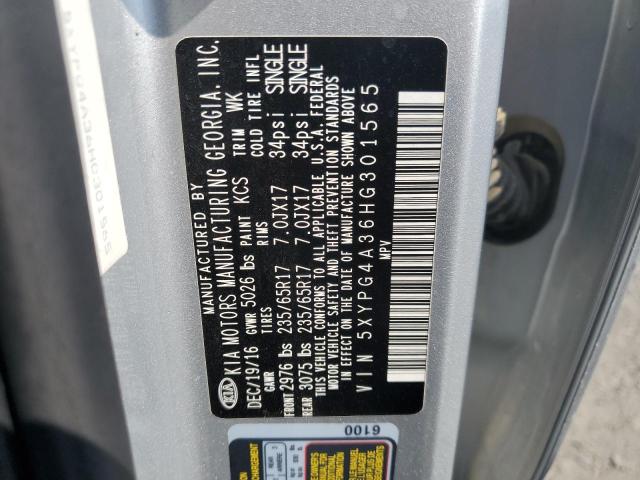 KIA
MANUFACTURED BY
KIA MOTORS MANUFACTURING GEORGIA, INC.
DEC/19/16 GVWR 5026 lbs PAINT KCS TRIM WK
GAWR TIRES RIMS COLD TIRE INFL
FRONT 2976 lbs 235/65R17 7.0JX17 34psi SINGLE
REAR 3075 lbs 235/65R17 7.0JX17 34psi SINGLE
THIS VEHICLE CONFORMS TO ALL APPLICABLE U.S.A. FEDERAL
MOTOR VEHICLE SAFETY AND THEFT PREVENTION STANDARDS
IN EFFECT ON THE DATE OF MANUFACTURE SHOWN ABOVE
VIN 5XYPG4A36HG301565
MPV
6100